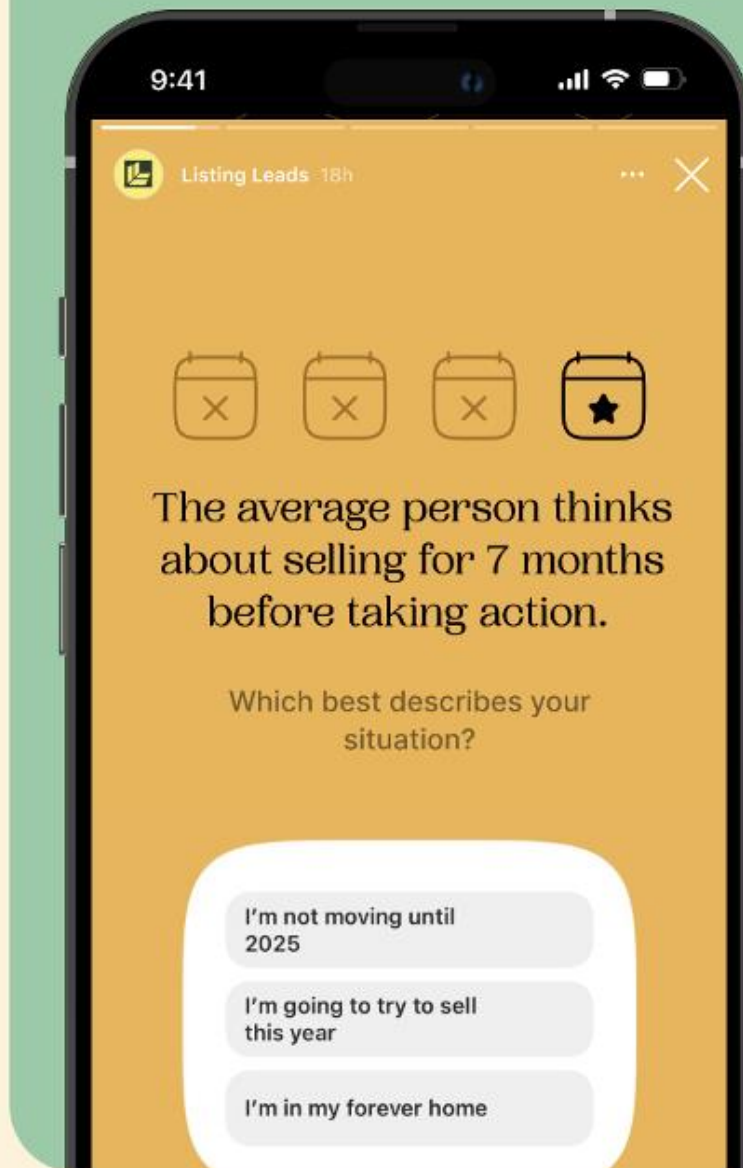 9:41
Listing Leads 18h
The average person thinks
about selling for 7 months
before taking action.
Which best describes your
situation?
I'm not moving until
2025
I'm going to try to sell
this year
I'm in my forever home